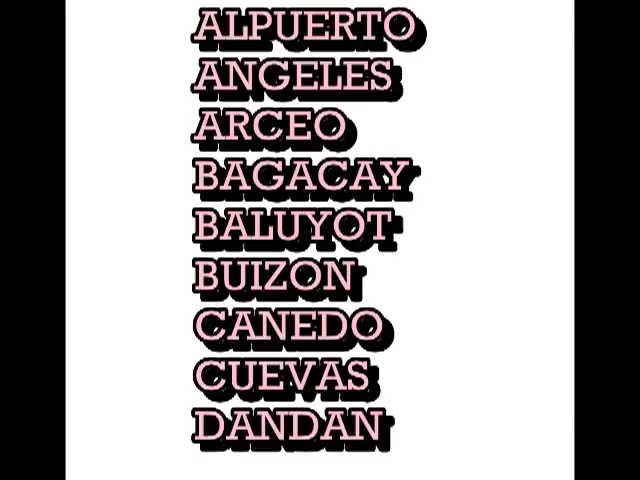 ALPUERTO
ANGELES
ARCEO
BAGACAY
BALUYOT
BUIZON
CANEDO
CUEVAS
DANDAN